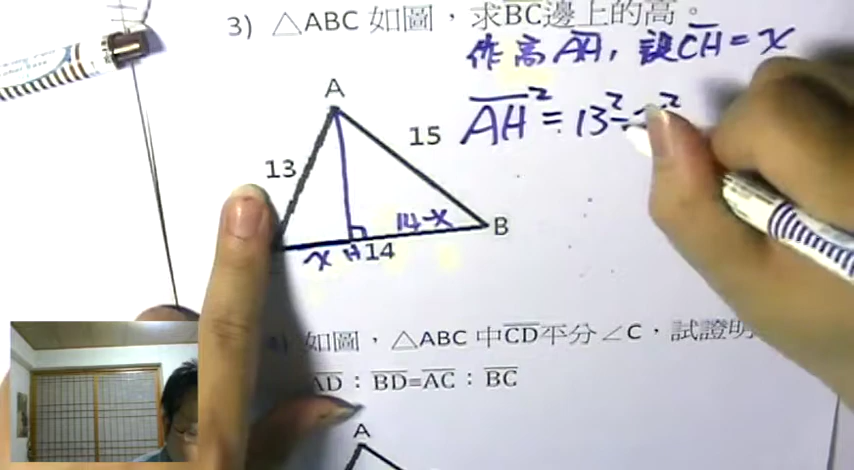 3) △ABC 如圖，求BC邊上的高。
作高AH，設CH=x
AH²=13²-x²
A
13
15
14-x
B
x H 14
如圖，△ABC 中CD平分∠C，試證明
AD：BD=AC：BC
A